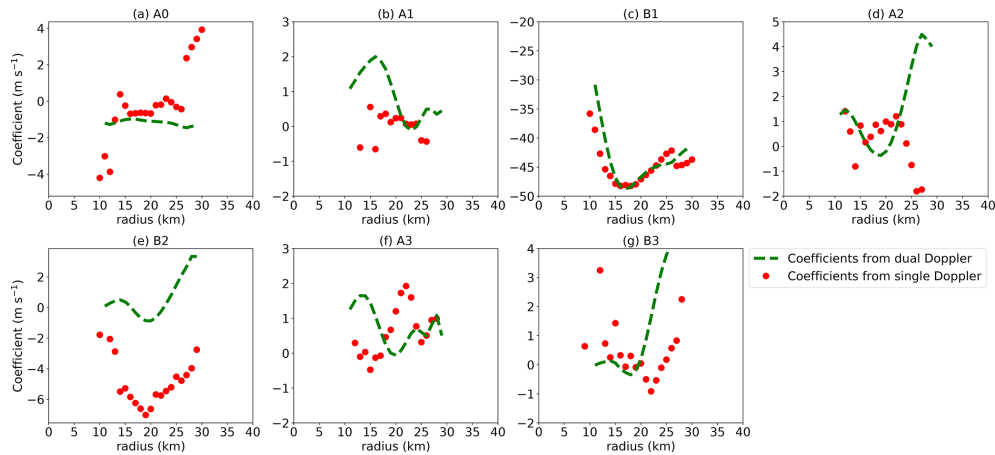 (a) A0
(b) A1
(c) B1
(d) A2
Coefficient (m s⁻¹)
4
2
0
−2
−4
0 5 10 15 20 25 30 35 40
radius (km)
3
2
1
0
−1
−2
0 5 10 15 20 25 30 35 40
radius (km)
−20
−25
−30
−35
−40
−45
−50
0 5 10 15 20 25 30 35 40
radius (km)
5
4
3
2
1
0
−1
−2
0 5 10 15 20 25 30 35 40
radius (km)
(e) B2
(f) A3
(g) B3
Coefficient (m s⁻¹)
2
0
−2
−4
−6
0 5 10 15 20 25 30 35 40
radius (km)
3
2
1
0
−1
−2
0 5 10 15 20 25 30 35 40
radius (km)
4
3
2
1
0
−1
−2
0 5 10 15 20 25 30 35 40
radius (km)
Coefficients from dual Doppler
Coefficients from single Doppler